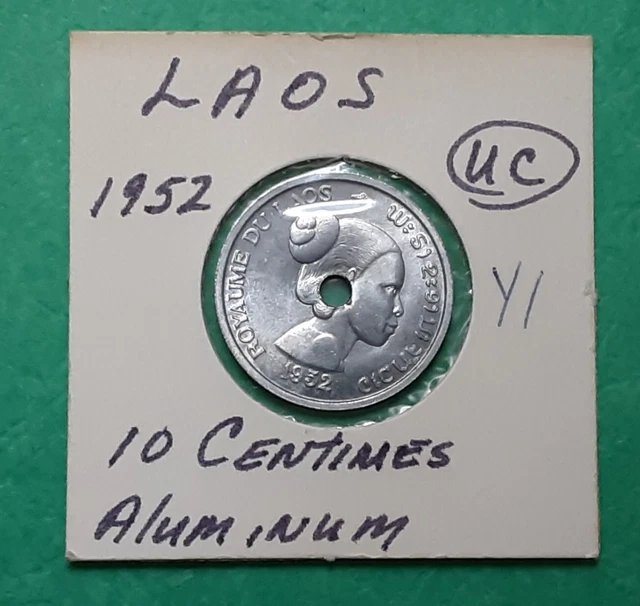 LAOS
1952
UC
ROYAUME DU LAOS
1952
Y1
10 CENTIMES
ALUMINUM